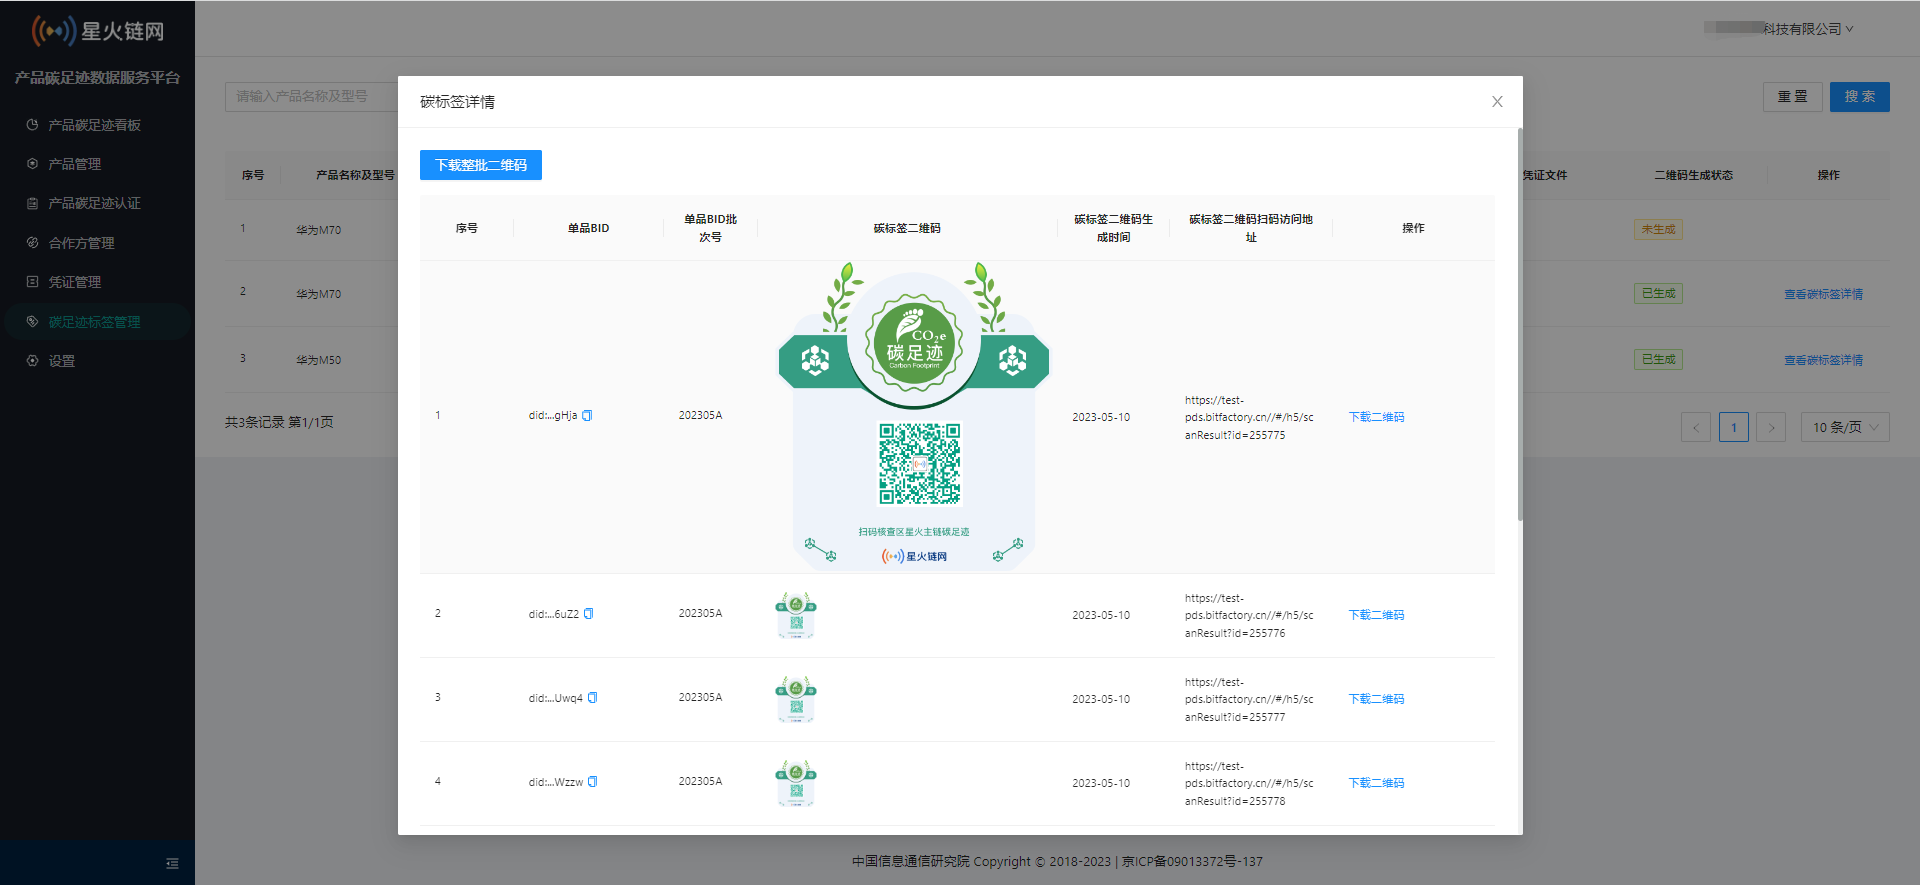 星火链网
产品碳足迹数据服务平台
产品碳足迹看板
产品管理
产品碳足迹认证
合作方管理
凭证管理
碳足迹标签管理
设置
科技有限公司
请输入产品名称及型号
重 置
搜 索
序号 产品名称及型号 凭证文件 二维码生成状态 操作
1 华为M70 未生成
2 华为M70 已生成 查看碳标签详情
3 华为M50 已生成 查看碳标签详情
共3条记录 第1/1页
1
10 条/页
碳标签详情
下载整批二维码
序号 单品BID 单品BID批次号 碳标签二维码 碳标签二维码生成时间 碳标签二维码扫码访问地址 操作
CO₂e
碳足迹
Carbon Footprint
1 did:...gHja 202305A 2023-05-10
https://test-
pds.bitfactory.cn//#/h5/sc
anResult?id=255775
下载二维码
扫码核查区星火主链碳足迹
星火链网
2 did:...6uZ2 202305A 2023-05-10
https://test-
pds.bitfactory.cn//#/h5/sc
anResult?id=255776
下载二维码
3 did:...Uwq4 202305A 2023-05-10
https://test-
pds.bitfactory.cn//#/h5/sc
anResult?id=255777
下载二维码
4 did:...Wzzw 202305A 2023-05-10
https://test-
pds.bitfactory.cn//#/h5/sc
anResult?id=255778
下载二维码
中国信息通信研究院 Copyright © 2018-2023 | 京ICP备09013372号-137